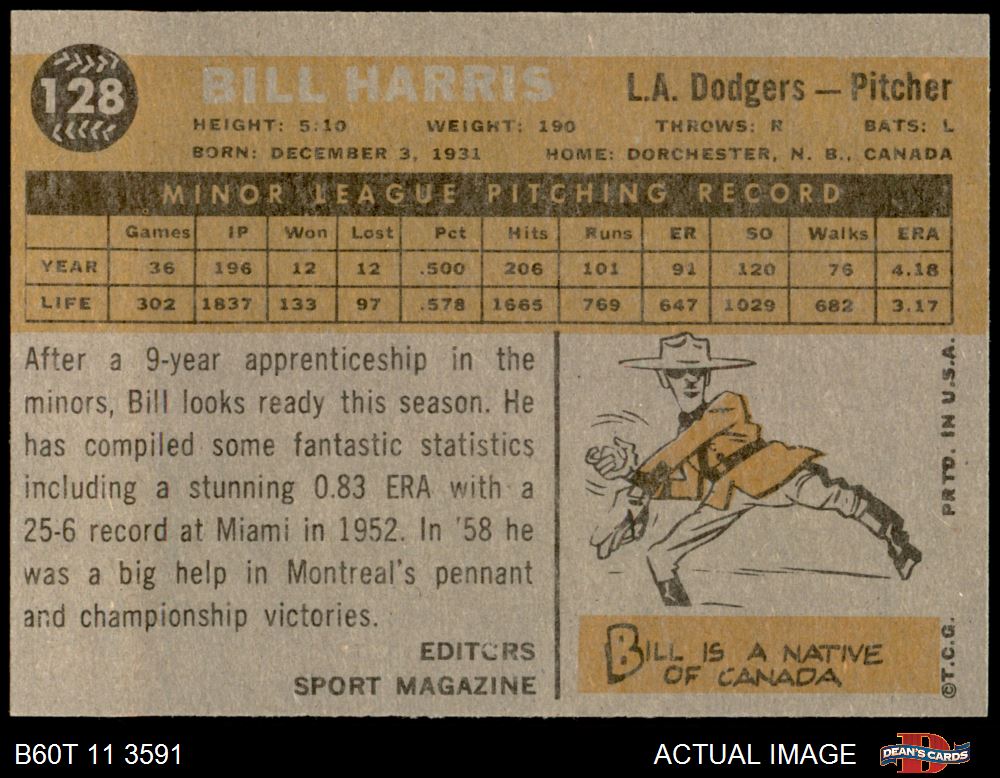 128
BILL HARRIS
L.A. Dodgers — Pitcher
HEIGHT: 5:10 WEIGHT: 190 THROWS: R BATS: L
BORN: DECEMBER 3, 1931 HOME: DORCHESTER, N. B., CANADA
MINOR LEAGUE PITCHING RECORD
Games IP Won Lost Pct Hits Runs ER SO Walks ERA
YEAR 36 196 12 12 .500 206 101 91 120 76 4.18
LIFE 302 1837 133 97 .578 1665 769 647 1029 682 3.17
After a 9-year apprenticeship in the
minors, Bill looks ready this season. He
has compiled some fantastic statistics
including a stunning 0.83 ERA with a
25-6 record at Miami in 1952. In '58 he
was a big help in Montreal's pennant
and championship victories.
EDITORS
SPORT MAGAZINE
BILL IS A NATIVE
OF CANADA
©T.C.G. PRTD. IN U.S.A.
B60T 11 3591
ACTUAL IMAGE
DEAN'S CARDS